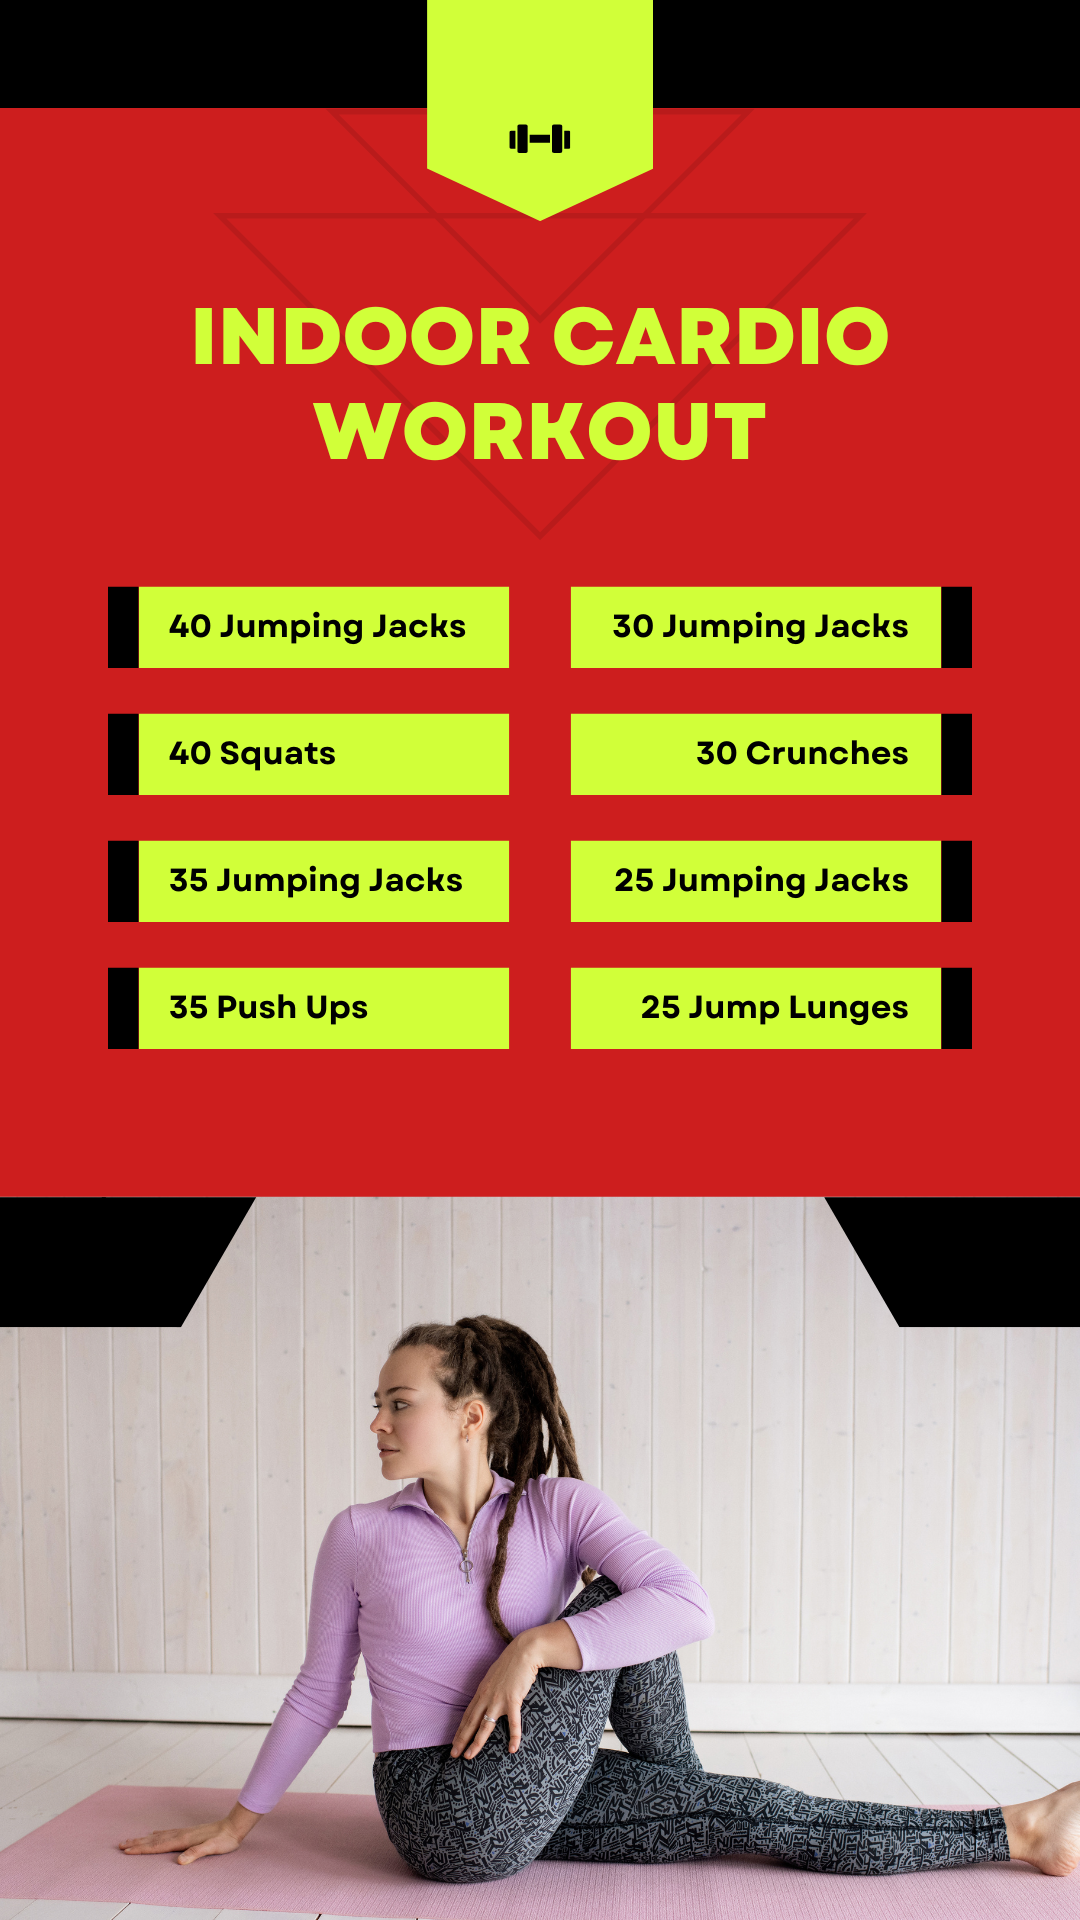 INDOOR CARDIO
WORKOUT
40 Jumping Jacks
40 Squats
35 Jumping Jacks
35 Push Ups
30 Jumping Jacks
30 Crunches
25 Jumping Jacks
25 Jump Lunges